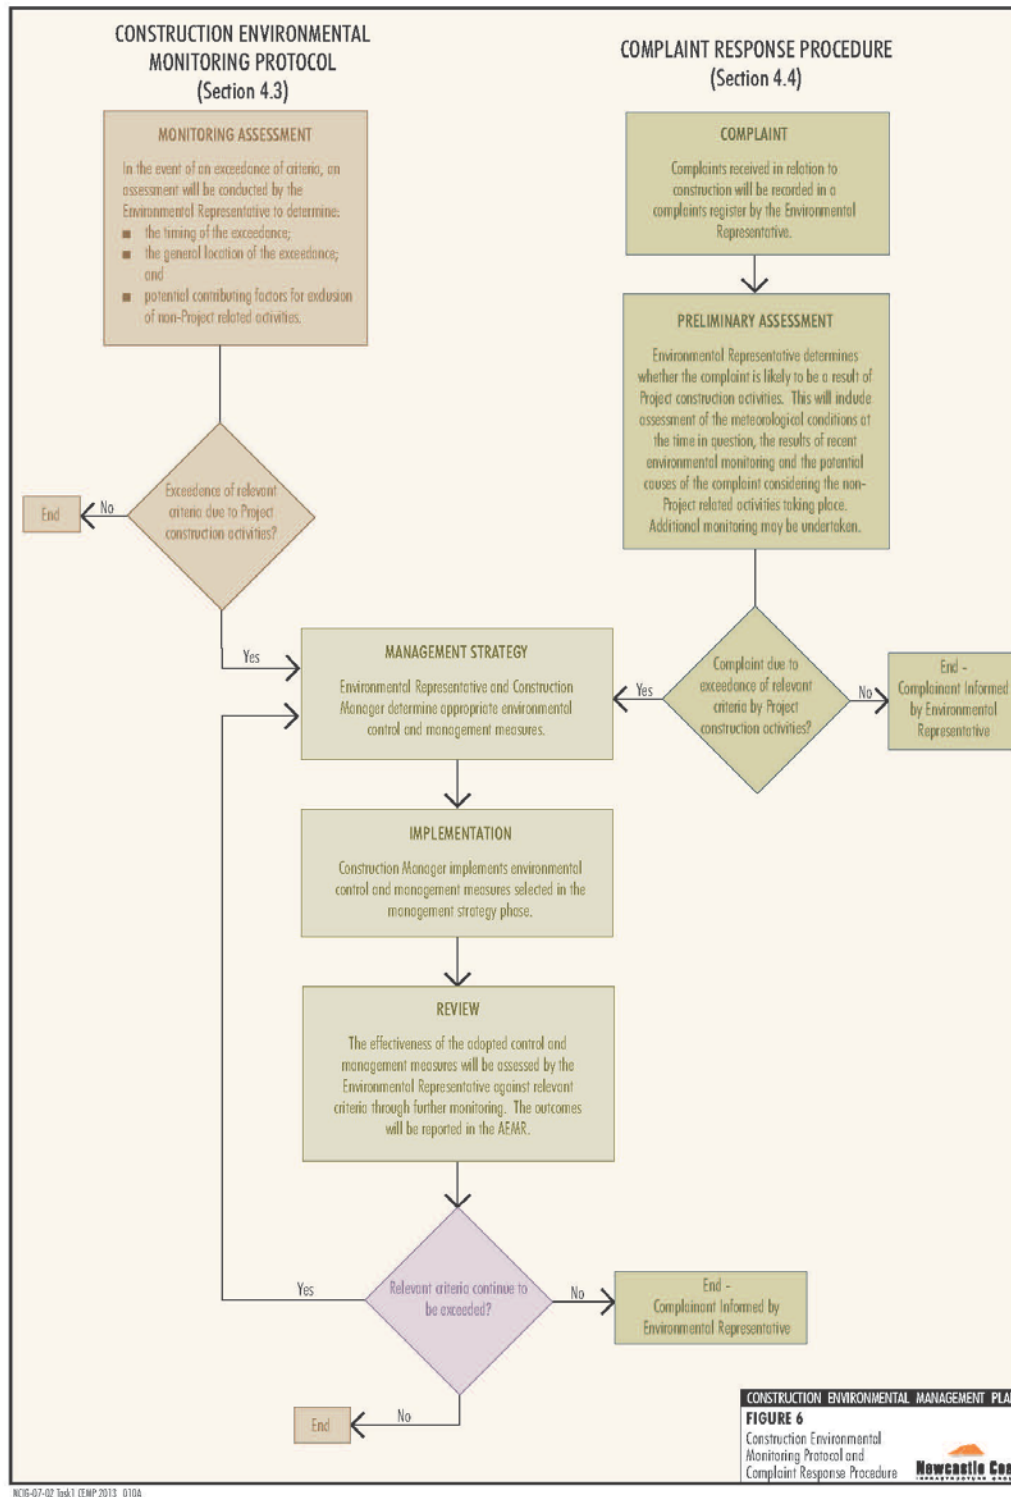 CONSTRUCTION ENVIRONMENTAL
MONITORING PROTOCOL
(Section 4.3)
MONITORING ASSESSMENT
In the event of an exceedance of criteria, an
assessment will be conducted by the
Environmental Representative to determine:
■ the timing of the exceedance;
■ the general location of the exceedance;
and
■ potential contributing factors for exclusion
of non-Project related activities.
Exceedence of relevant
criteria due to Project
construction activities?
No
End
Yes
COMPLAINT RESPONSE PROCEDURE
(Section 4.4)
COMPLAINT
Complaints received in relation to
construction will be recorded in a
complaints register by the Environmental
Representative.
PRELIMINARY ASSESSMENT
Environmental Representative determines
whether the complaint is likely to be a result of
Project construction activities. This will include
assessment of the meteorological conditions at
the time in question, the results of recent
environmental monitoring and the potential
causes of the complaint considering the non-
Project related activities taking place.
Additional monitoring may be undertaken.
Complaint due to
exceedance of relevant
criteria by Project
construction activities?
Yes
No
End -
Complainant Informed
by Environmental
Representative
MANAGEMENT STRATEGY
Environmental Representative and Construction
Manager determine appropriate environmental
control and management measures.
IMPLEMENTATION
Construction Manager implements environmental
control and management measures selected in the
management strategy phase.
REVIEW
The effectiveness of the adopted control and
management measures will be assessed by the
Environmental Representative against relevant
criteria through further monitoring. The outcomes
will be reported in the AEMR.
Relevant criteria continue to
be exceeded?
Yes
No
End -
Complainant Informed by
Environmental Representative
No
End
CONSTRUCTION ENVIRONMENTAL MANAGEMENT PLA
FIGURE 6
Construction Environmental
Monitoring Protocol and
Complaint Response Procedure
Newcastle Coa
NCIG-07-02 Task1 CEMP 2013_010A